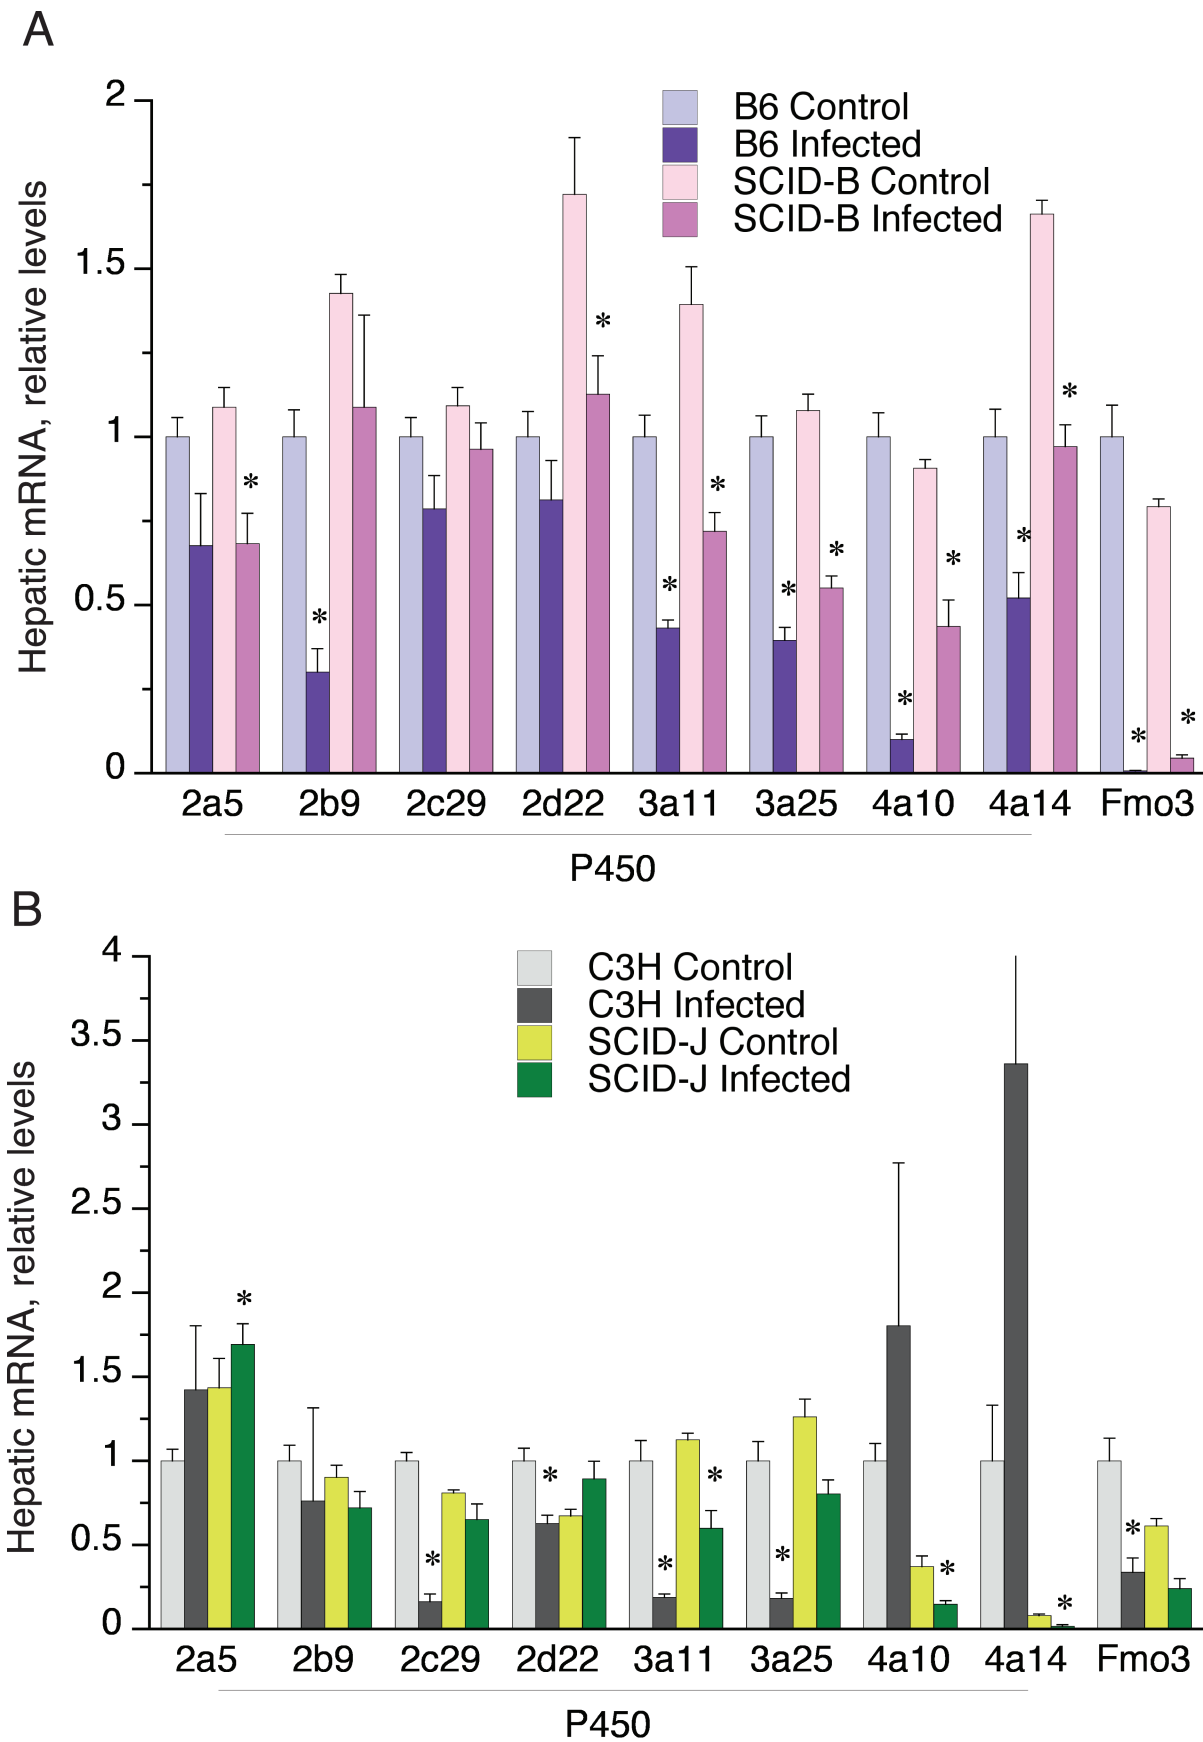 A
Hepatic mRNA, relative levels
2
1.5
1
0.5
0
B6 Control
B6 Infected
SCID-B Control
SCID-B Infected
*
*
*
*
*
*
*
*
*
*
*
*
*
2a5 2b9 2c29 2d22 3a11 3a25 4a10 4a14 Fmo3
P450
B
Hepatic mRNA, relative levels
4
3.5
3
2.5
2
1.5
1
0.5
0
C3H Control
C3H Infected
SCID-J Control
SCID-J Infected
*
*
*
*
*
*
*
*
*
2a5 2b9 2c29 2d22 3a11 3a25 4a10 4a14 Fmo3
P450